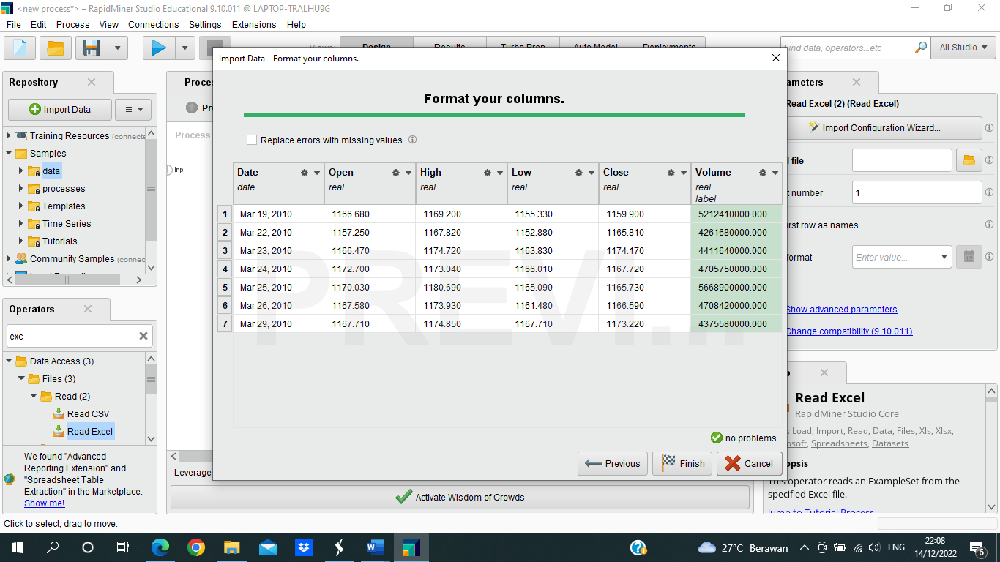 <new process*> – RapidMiner Studio Educational 9.10.011 @ LAPTOP-TRALHU9G
File Edit Process View Connections Settings Extensions Help
Views: Design Results Turbo Prep Auto Model Deployments
Find data, operators...etc
All Studio
Import Data - Format your columns.
Format your columns.
Replace errors with missing values
Date Open High Low Close Volume
date real real real real real
label
1 Mar 19, 2010 1166.680 1169.200 1155.330 1159.900 5212410000.000
2 Mar 22, 2010 1157.250 1167.820 1152.880 1165.810 4261680000.000
3 Mar 23, 2010 1166.470 1174.720 1163.830 1174.170 4411640000.000
4 Mar 24, 2010 1172.700 1173.040 1166.010 1167.720 4705750000.000
5 Mar 25, 2010 1170.030 1180.690 1165.090 1165.730 5668900000.000
6 Mar 26, 2010 1167.580 1173.930 1161.480 1166.590 4708420000.000
7 Mar 29, 2010 1167.710 1174.850 1167.710 1173.220 4375580000.000
PREVI...
no problems.
Previous Finish Cancel
Repository
Import Data
Training Resources (connecte
Samples
data
processes
Templates
Time Series
Tutorials
Community Samples (connec
Operators
exc
Data Access (3)
Files (3)
Read (2)
Read CSV
Read Excel
We found "Advanced
Reporting Extension" and
"Spreadsheet Table
Extraction" in the Marketplace.
Show me!
Proces
Pr
Process
inp
Leverage
Activate Wisdom of Crowds
ameters
Read Excel (2) (Read Excel)
Import Configuration Wizard...
l file
t number 1
irst row as names
format Enter value...
12
Show advanced parameters
Change compatibility (9.10.011)
p
Read Excel
RapidMiner Studio Core
: Load, Import, Read, Data, Files, Xls, Xlsx,
osoft, Spreadsheets, Datasets
opsis
This operator reads an ExampleSet from the
specified Excel file.
Jump to Tutorial Process
Click to select, drag to move.
27°C Berawan
ENG
22:08
14/12/2022
6